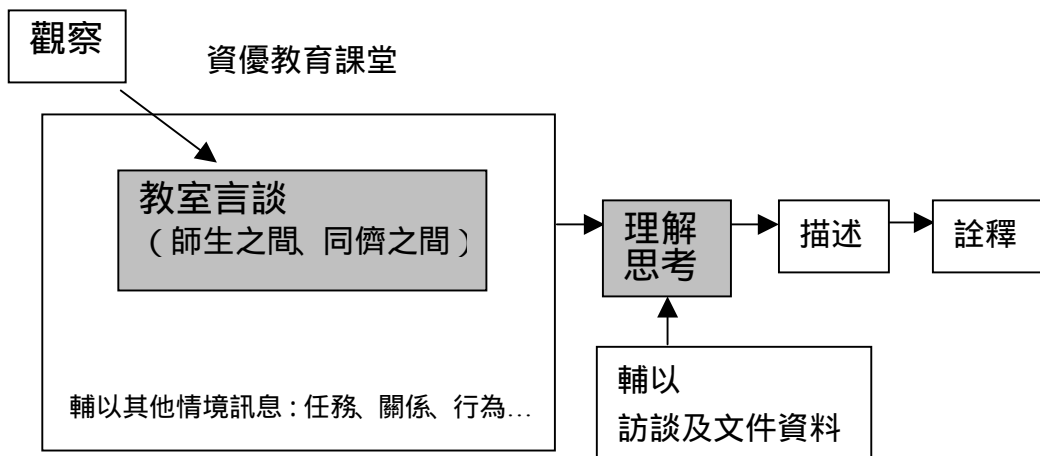 觀察
資優教育課堂
教室言談
（師生之間、同儕之間）
輔以其他情境訊息：任務、關係、行為…
理解
思考
描述
詮釋
輔以
訪談及文件資料